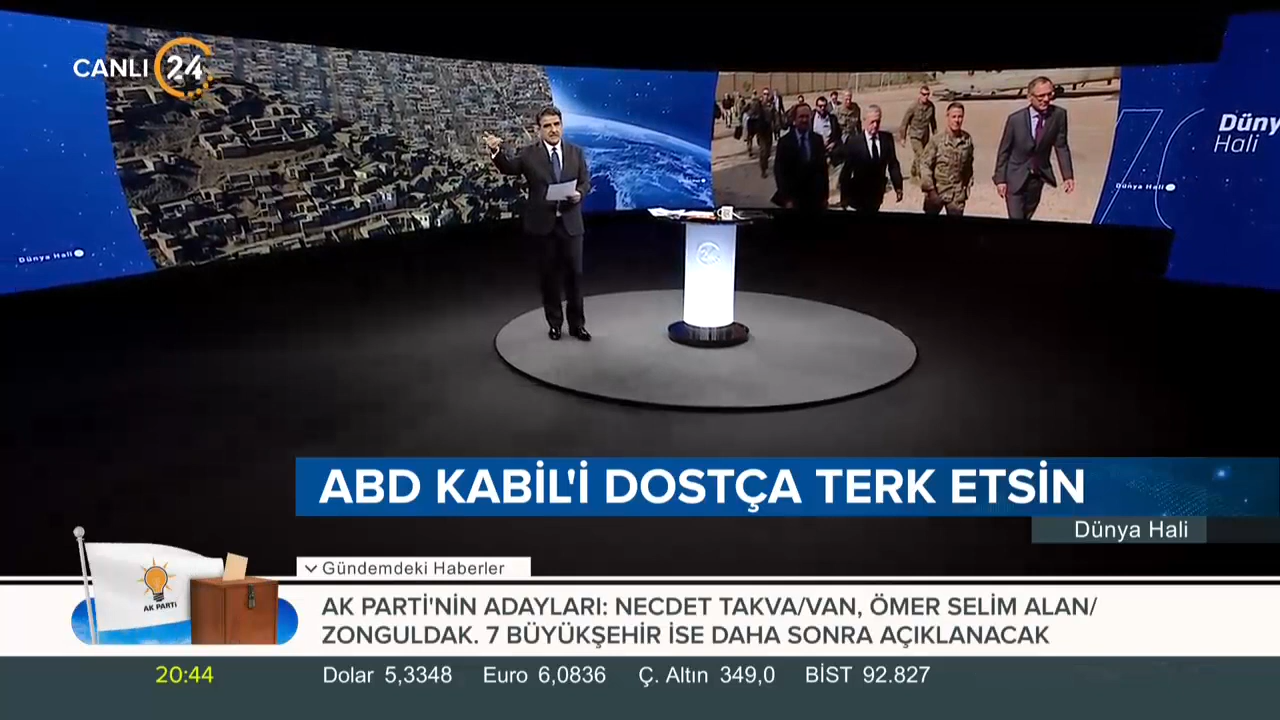 CANLI 24
Düny
Hali
Dünya Hali
Dünya Hali
24
ABD KABİL'İ DOSTÇA TERK ETSİN
Dünya Hali
Gündemdeki Haberler
AK PARTİ
AK PARTİ'NİN ADAYLARI: NECDET TAKVA/VAN, ÖMER SELİM ALAN/
ZONGULDAK. 7 BÜYÜKŞEHİR İSE DAHA SONRA AÇIKLANACAK
20:44 Dolar 5,3348 Euro 6,0836 Ç. Altın 349,0 BİST 92.827